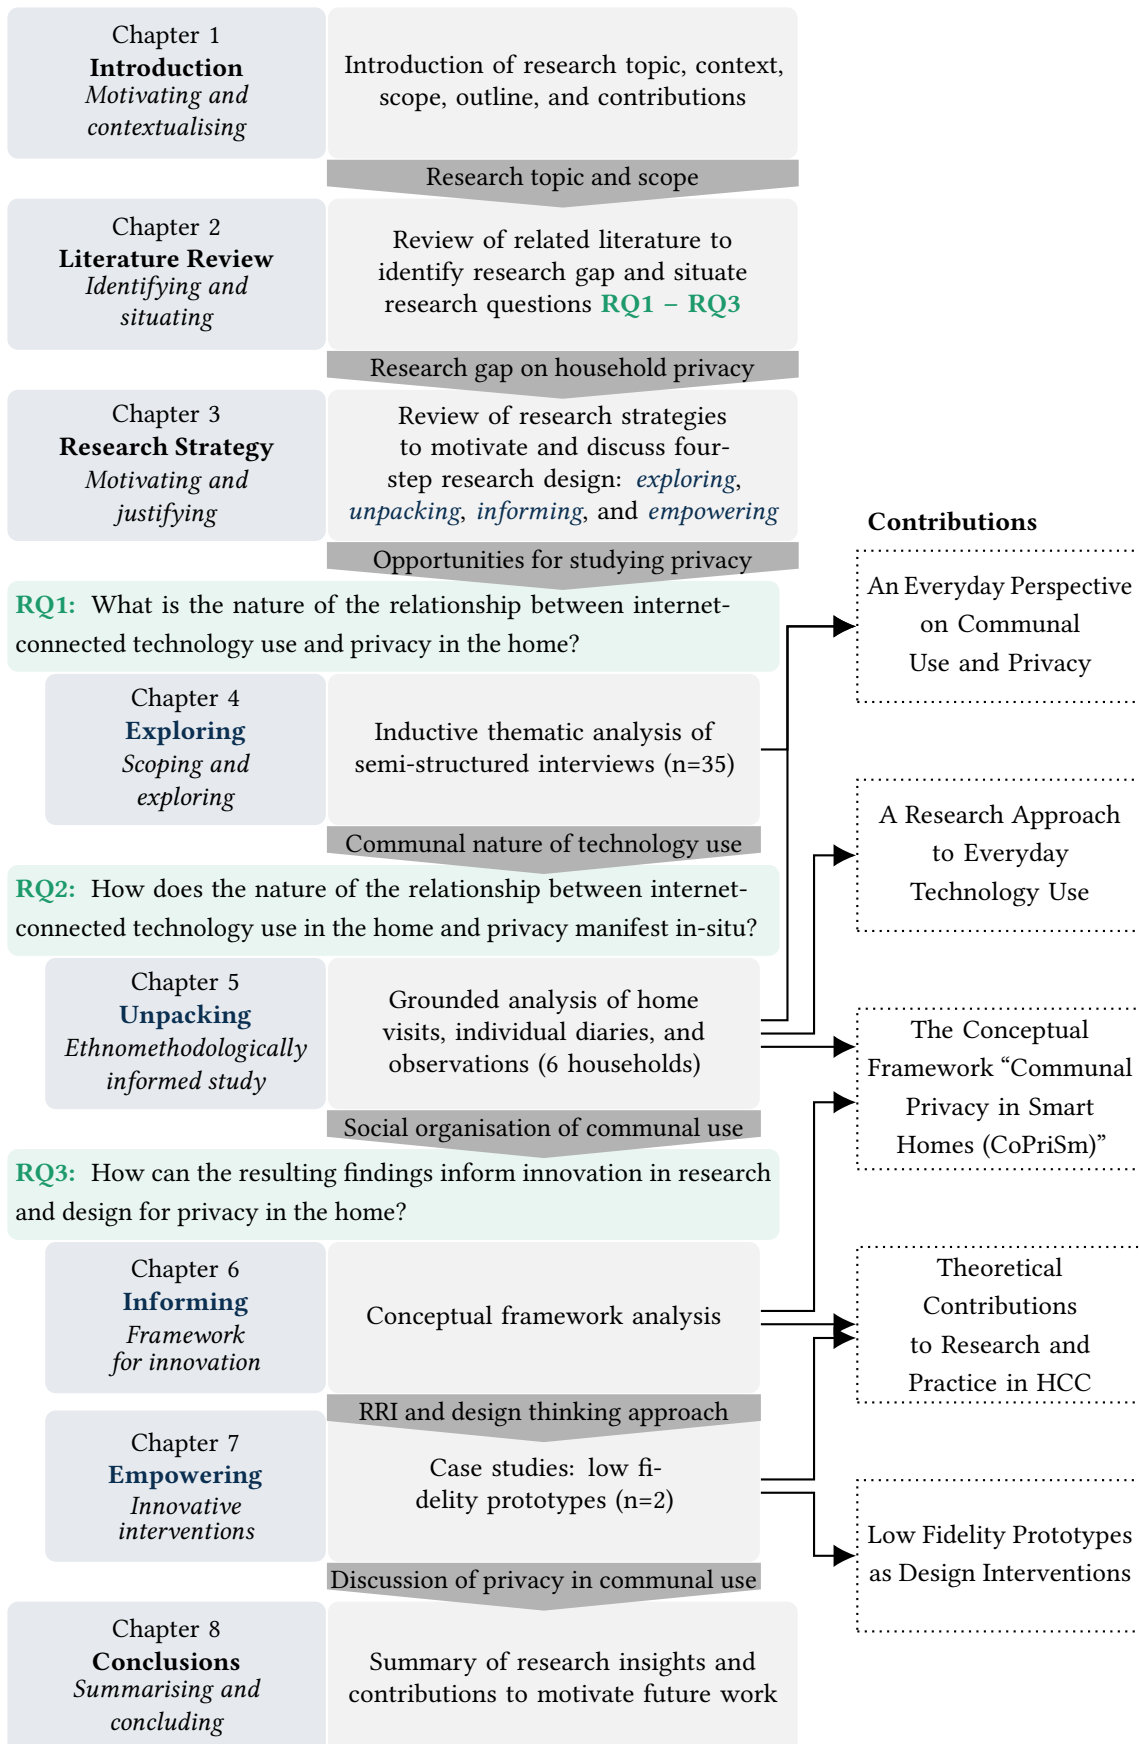 Chapter 1
Introduction
Motivating and
contextualising
Introduction of research topic, context,
scope, outline, and contributions
Research topic and scope
Chapter 2
Literature Review
Identifying and
situating
Review of related literature to
identify research gap and situate
research questions RQ1 – RQ3
Research gap on household privacy
Chapter 3
Research Strategy
Motivating and
justifying
Review of research strategies
to motivate and discuss four-
step research design: exploring,
unpacking, informing, and empowering
Opportunities for studying privacy
RQ1: What is the nature of the relationship between internet-
connected technology use and privacy in the home?
Chapter 4
Exploring
Scoping and
exploring
Inductive thematic analysis of
semi-structured interviews (n=35)
Communal nature of technology use
RQ2: How does the nature of the relationship between internet-
connected technology use in the home and privacy manifest in-situ?
Chapter 5
Unpacking
Ethnomethodologically
informed study
Grounded analysis of home
visits, individual diaries, and
observations (6 households)
Social organisation of communal use
RQ3: How can the resulting findings inform innovation in research
and design for privacy in the home?
Chapter 6
Informing
Framework
for innovation
Conceptual framework analysis
RRI and design thinking approach
Chapter 7
Empowering
Innovative
interventions
Case studies: low fi-
delity prototypes (n=2)
Discussion of privacy in communal use
Chapter 8
Conclusions
Summarising and
concluding
Summary of research insights and
contributions to motivate future work
Contributions
An Everyday Perspective
on Communal
Use and Privacy
A Research Approach
to Everyday
Technology Use
The Conceptual
Framework “Communal
Privacy in Smart
Homes (CoPriSm)”
Theoretical
Contributions
to Research and
Practice in HCC
Low Fidelity Prototypes
as Design Interventions